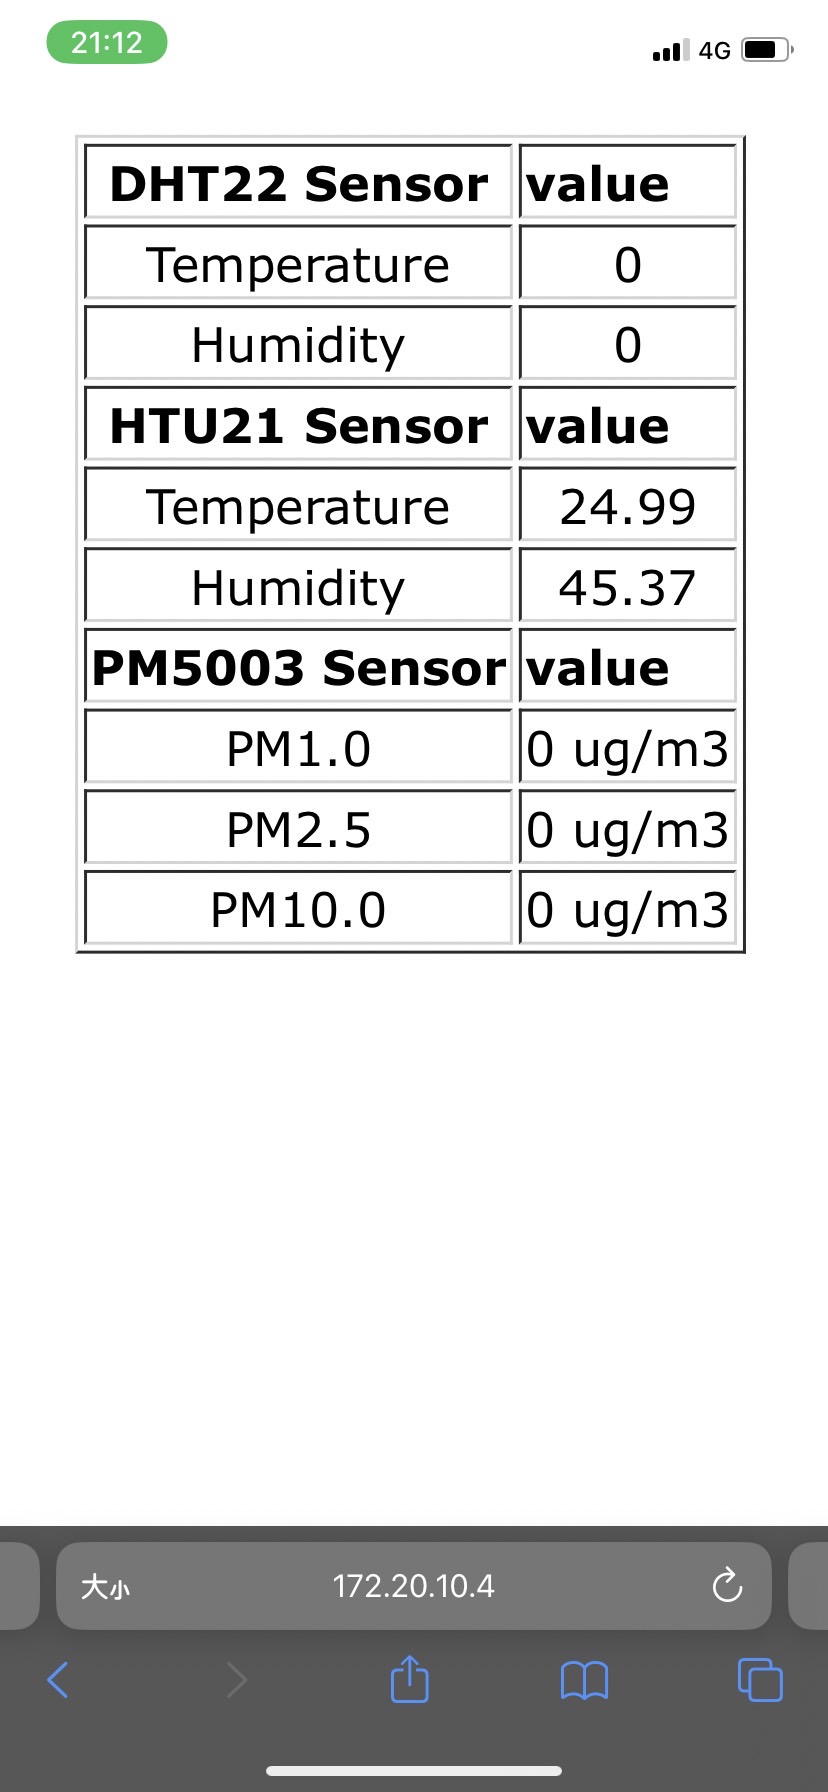 21:12
4G
DHT22 Sensor value
Temperature 0
Humidity 0
HTU21 Sensor value
Temperature 24.99
Humidity 45.37
PM5003 Sensor value
PM1.0 0 ug/m3
PM2.5 0 ug/m3
PM10.0 0 ug/m3
大小 172.20.10.4